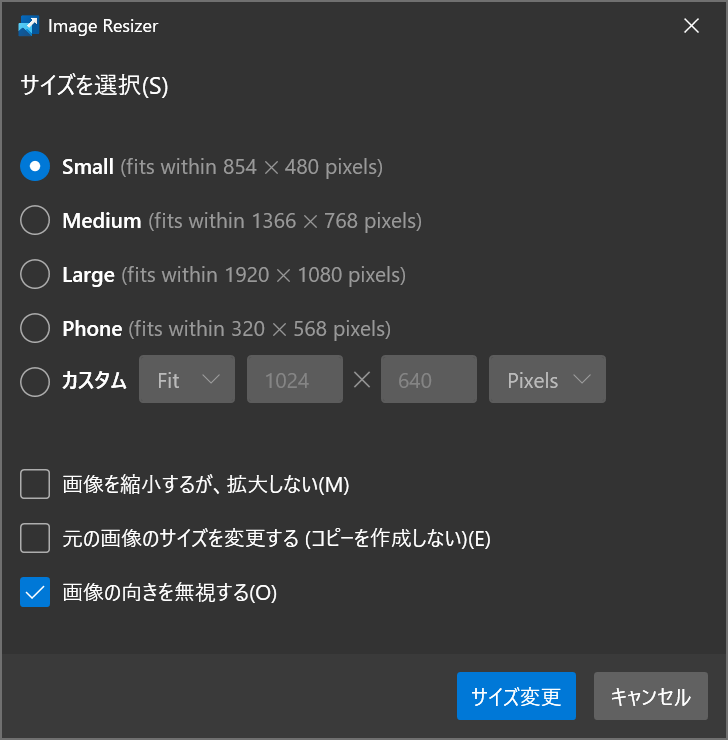 Image Resizer
サイズを選択(S)
Small (fits within 854 × 480 pixels)
Medium (fits within 1366 × 768 pixels)
Large (fits within 1920 × 1080 pixels)
Phone (fits within 320 × 568 pixels)
カスタム Fit 1024 × 640 Pixels
画像を縮小するが、拡大しない(M)
元の画像のサイズを変更する (コピーを作成しない)(E)
画像の向きを無視する(O)
サイズ変更 キャンセル